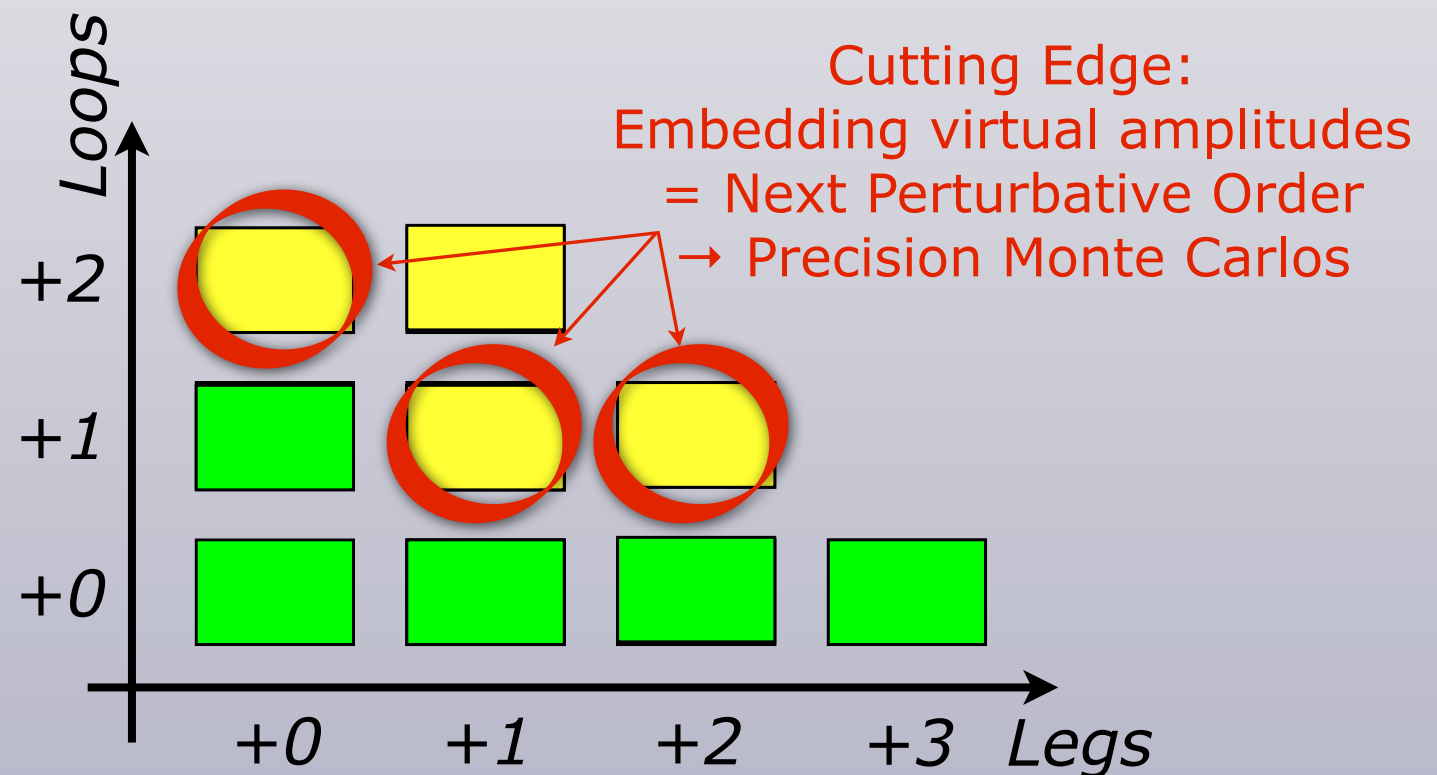 Loops
Cutting Edge:
Embedding virtual amplitudes
= Next Perturbative Order
→ Precision Monte Carlos
+2
+1
+0
+0 +1 +2 +3 Legs